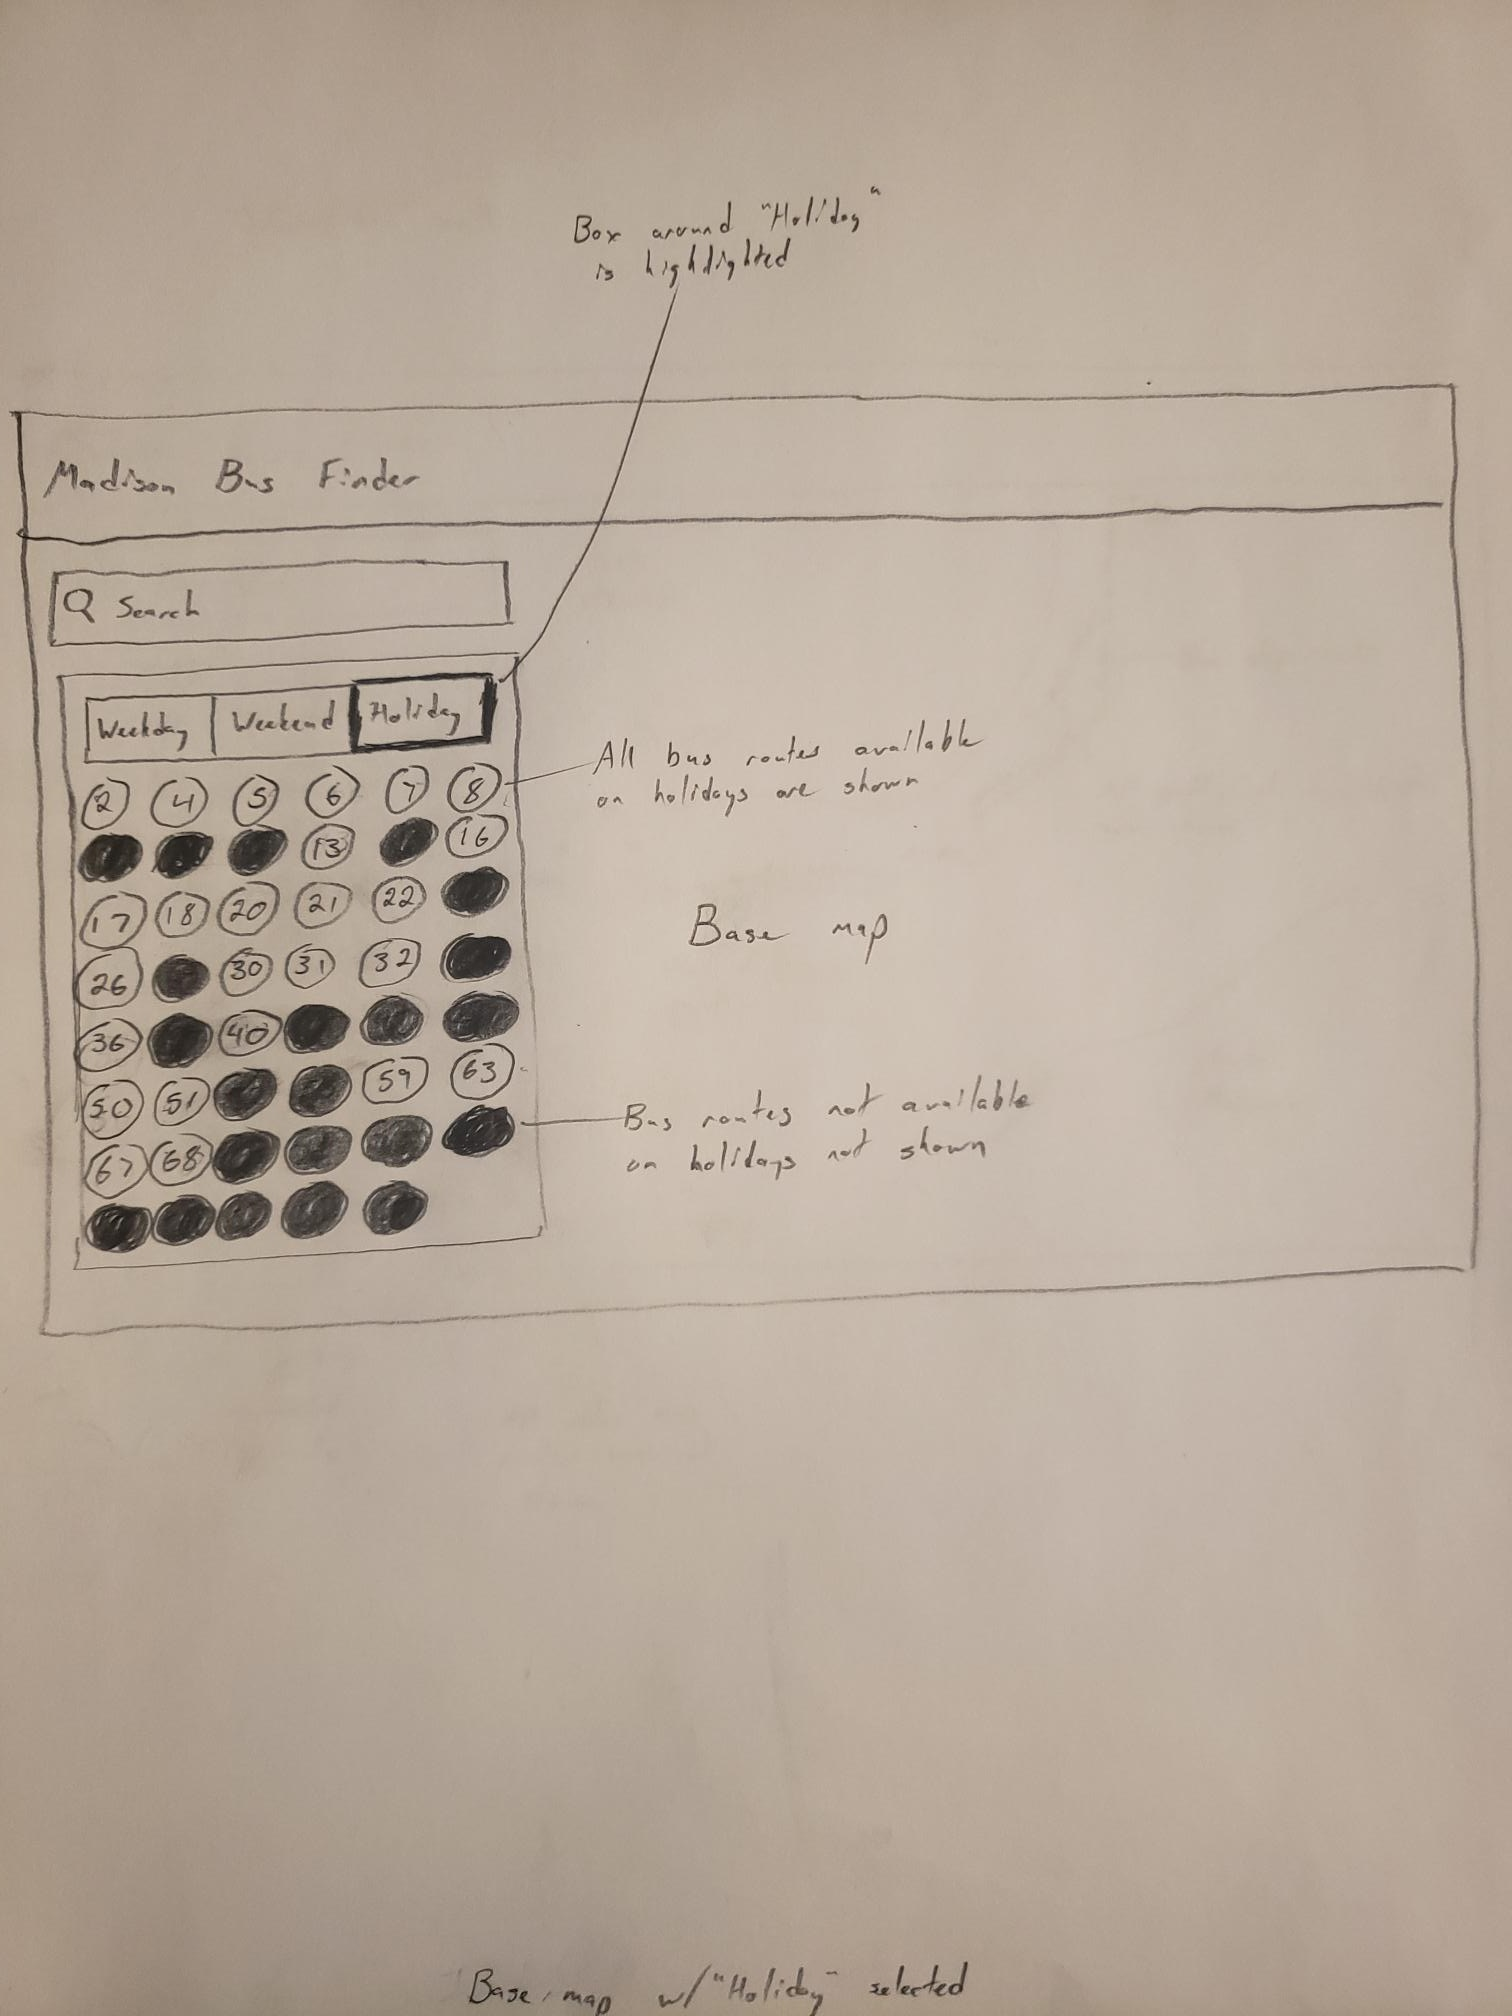 Box around "Holiday"
is highlighted
Madison Bus Finder
Search
Weekday Weekend Holiday
2 4 5 6 7 8
13 16
17 18 20 21 22
26 30 31 32
36 40
50 51 59 63
67 68
All bus routes available
on holidays are shown
Base map
Bus routes not available
on holidays not shown
Base map w/ "Holiday" selected